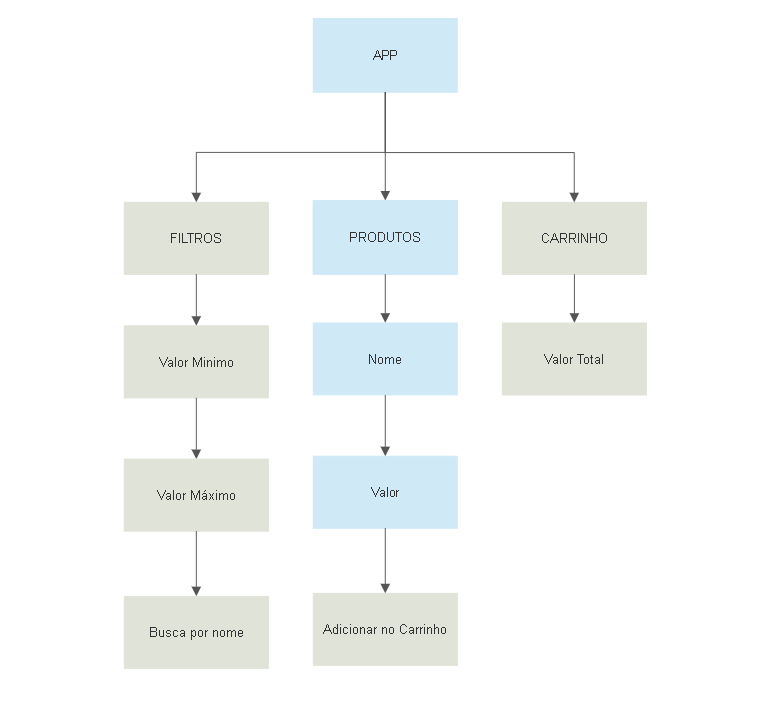 APP
FILTROS
PRODUTOS
CARRINHO
Valor Minimo
Nome
Valor Total
Valor Máximo
Valor
Busca por nome
Adicionar no Carrinho